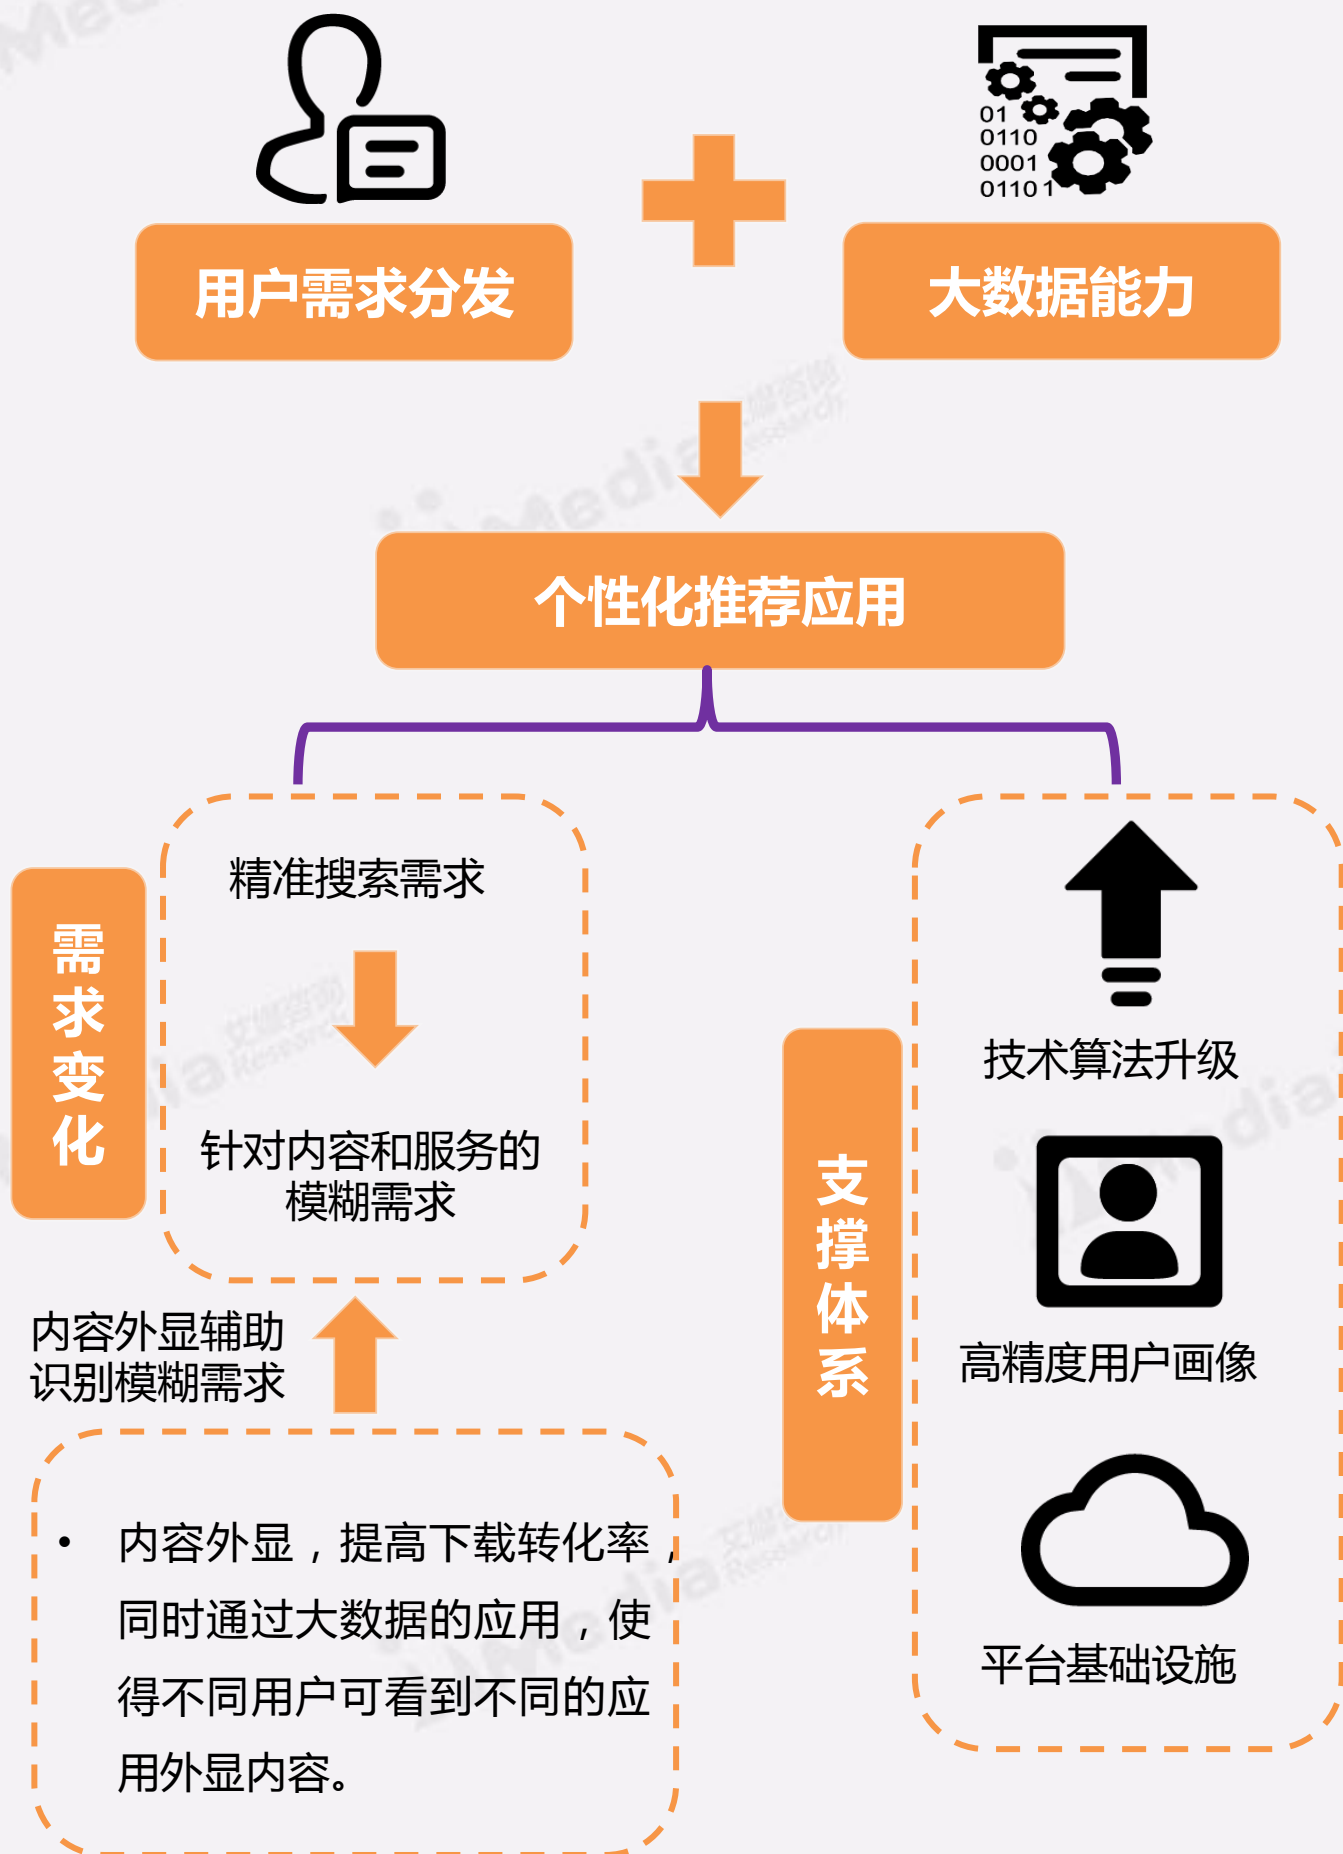 01
0110
0001
01101
用户需求分发
大数据能力
个性化推荐应用
需求变化
精准搜索需求
针对内容和服务的
模糊需求
内容外显辅助
识别模糊需求
• 内容外显，提高下载转化率，
同时通过大数据的应用，使
得不同用户可看到不同的应
用外显内容。
支撑体系
技术算法升级
高精度用户画像
平台基础设施
iiMedia Research
艾媒咨询